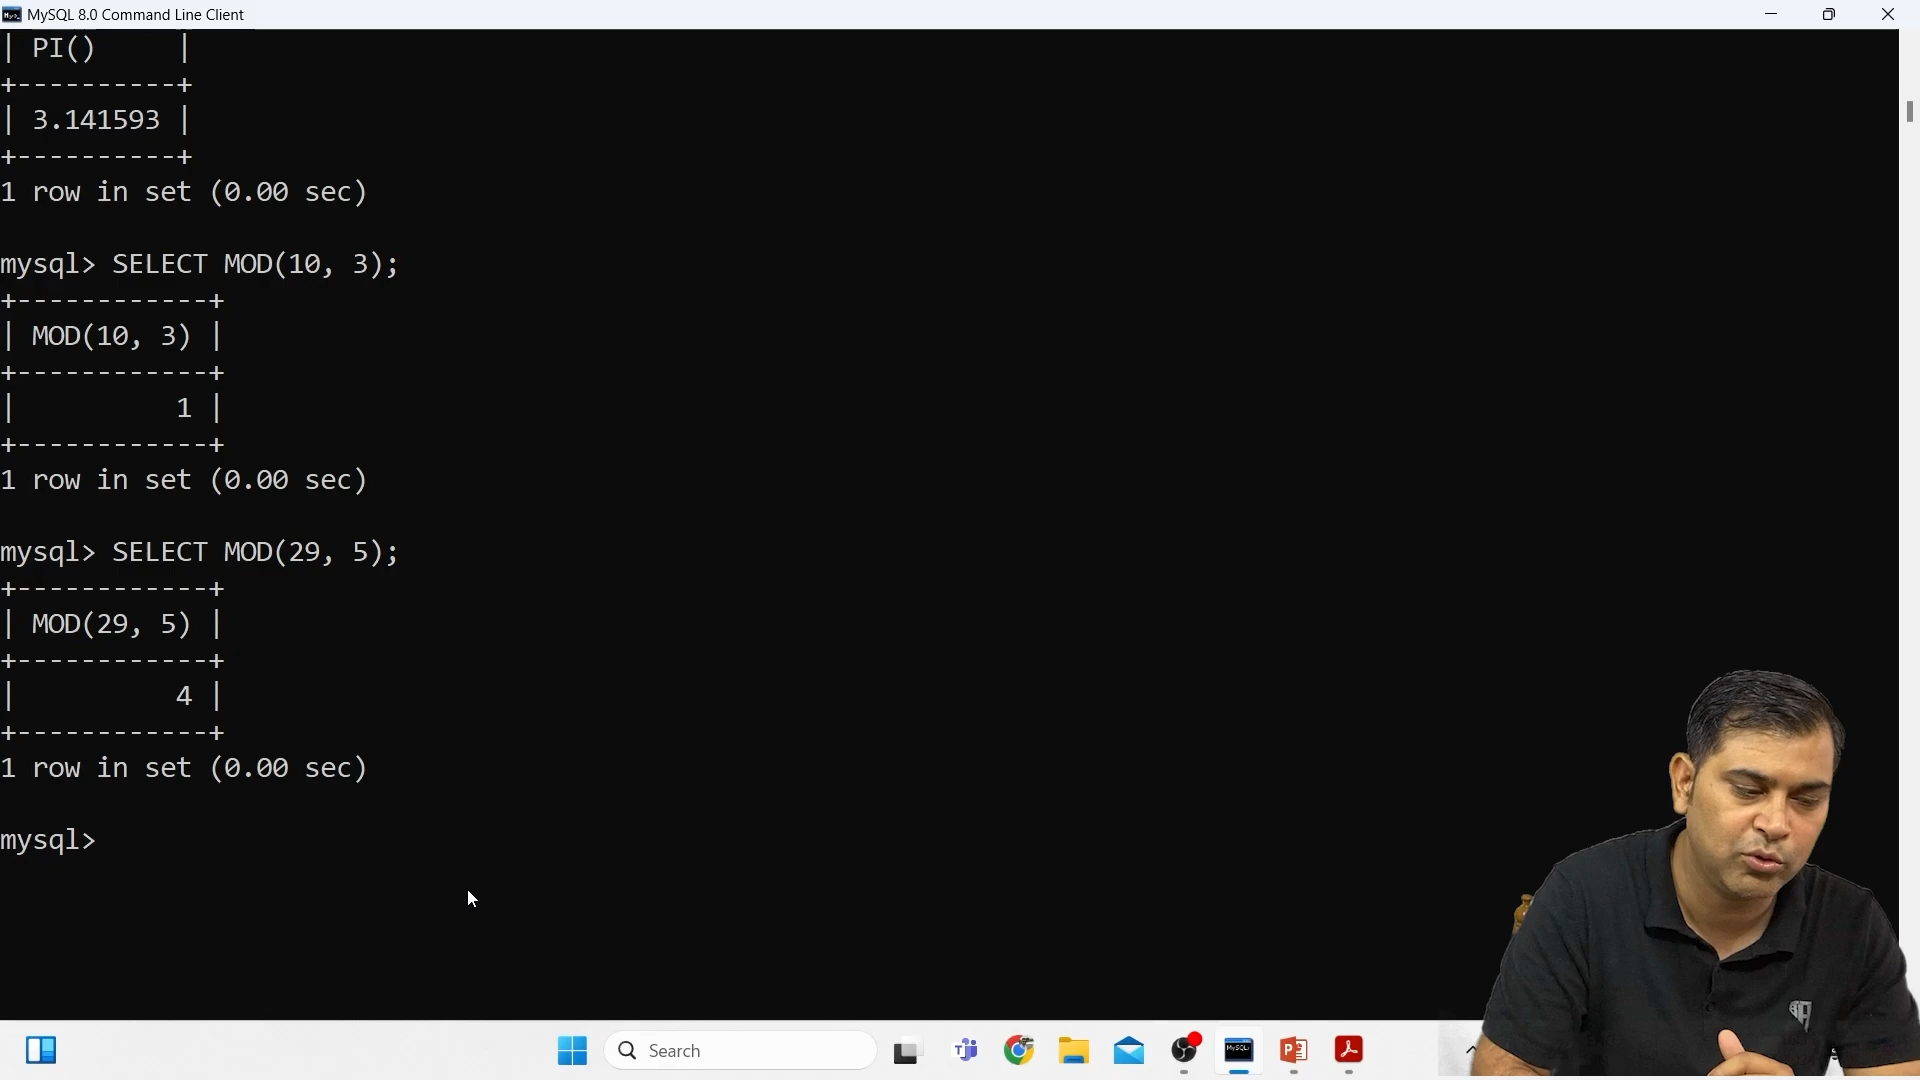 MySQL 8.0 Command Line Client
| PI()     |
+----------+
| 3.141593 |
+----------+
1 row in set (0.00 sec)
mysql> SELECT MOD(10, 3);
+------------+
| MOD(10, 3) |
+------------+
|          1 |
+------------+
1 row in set (0.00 sec)
mysql> SELECT MOD(29, 5);
+------------+
| MOD(29, 5) |
+------------+
|          4 |
+------------+
1 row in set (0.00 sec)
mysql>
Search